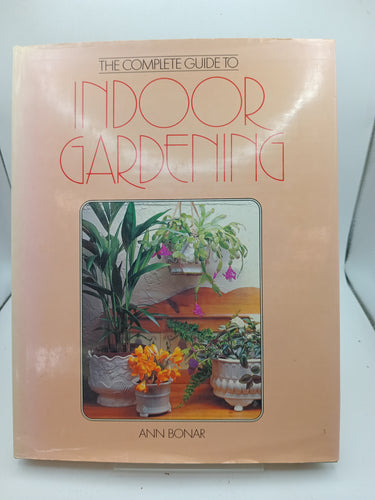 THE COMPLETE GUIDE TO
INDOOR
GARDENING
ANN BONAR